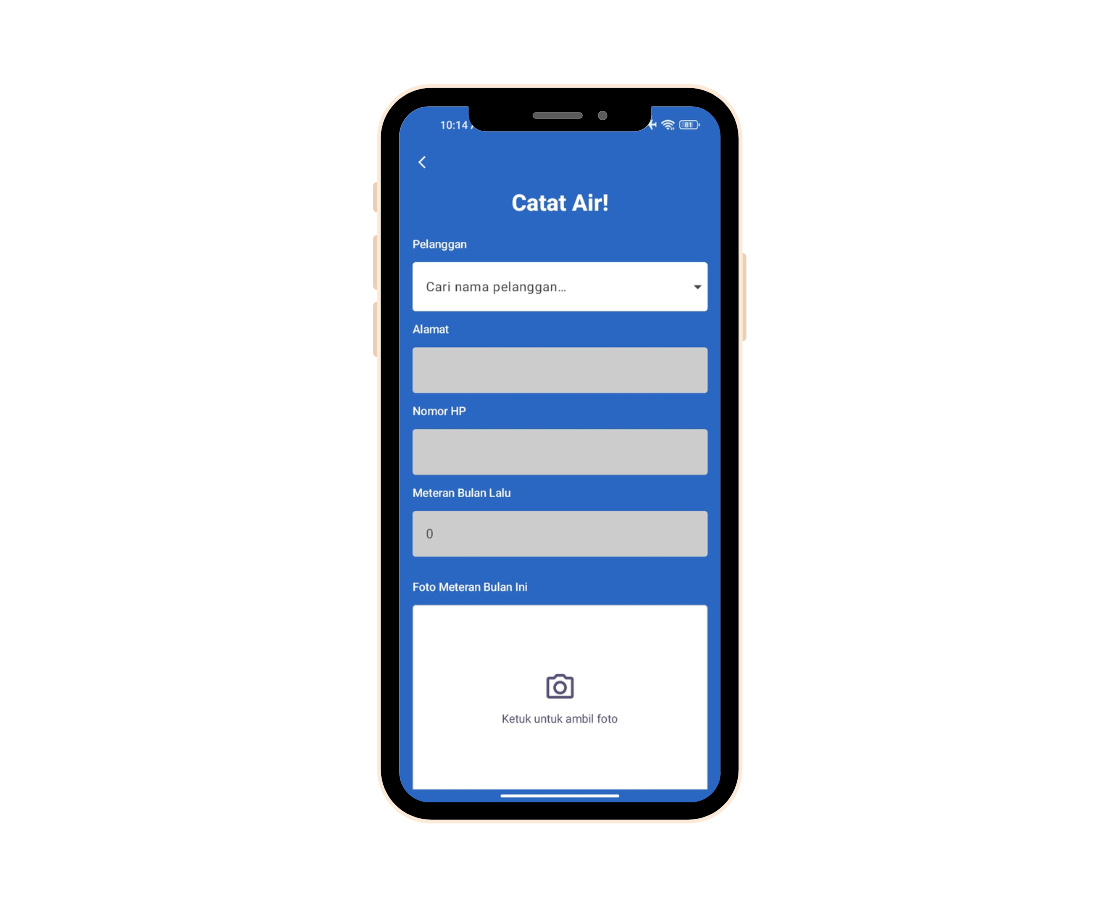 10:14
81
Catat Air!
Pelanggan
Cari nama pelanggan...
Alamat
Nomor HP
Meteran Bulan Lalu
0
Foto Meteran Bulan Ini
Ketuk untuk ambil foto